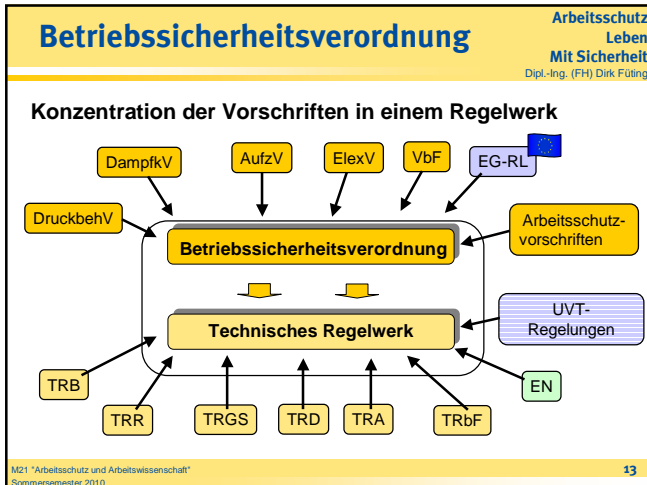 Betriebssicherheitsverordnung
Arbeitsschutz
Leben
Mit Sicherheit
Dipl.-Ing. (FH) Dirk Füting
Konzentration der Vorschriften in einem Regelwerk
DampfkV
AufzV
ElexV
VbF
EG-RL
DruckbehV
Arbeitsschutz-
vorschriften
Betriebssicherheitsverordnung
UVT-
Regelungen
Technisches Regelwerk
TRB
EN
TRR
TRGS
TRD
TRA
TRbF
M21 "Arbeitsschutz und Arbeitswissenschaft"
Sommersemester 2010
13